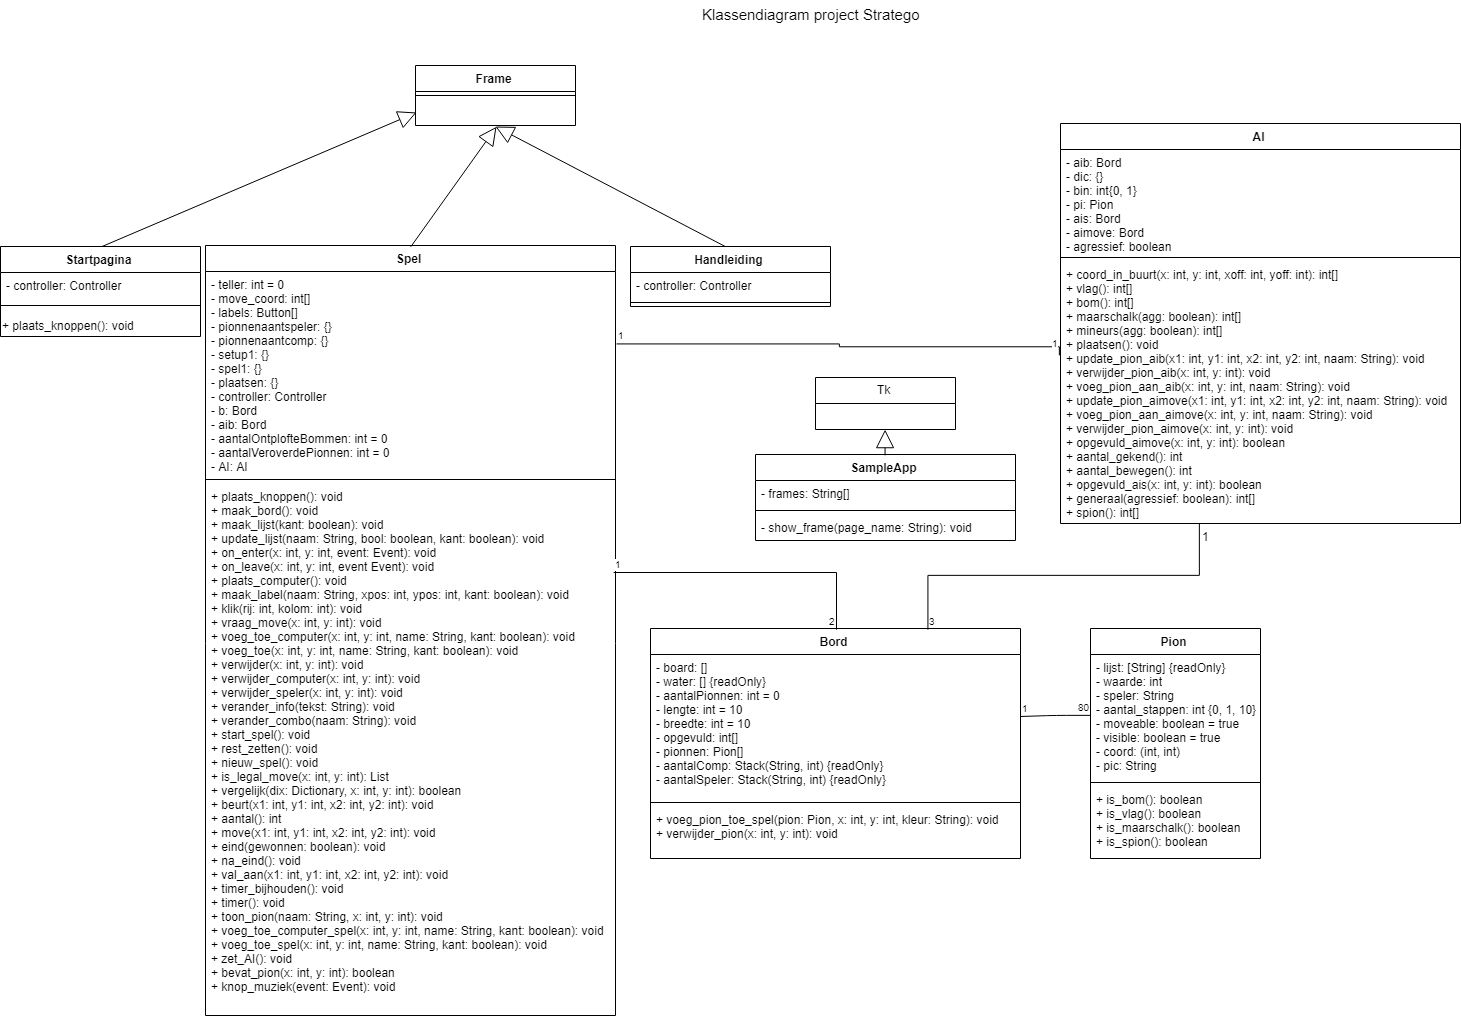 Klassendiagram project Stratego
Frame
Startpagina
- controller: Controller
+ plaats_knoppen(): void
Spel
- teller: int = 0
- move_coord: int[]
- labels: Button[]
- pionnenaantspeler: {}
- pionnenaantcomp: {}
- setup1: {}
- spel1: {}
- plaatsen: {}
- controller: Controller
- b: Bord
- aib: Bord
- aantalOntplofteBommen: int = 0
- aantalVeroverdePionnen: int = 0
- AI: AI
+ plaats_knoppen(): void
+ maak_bord(): void
+ maak_lijst(kant: boolean): void
+ update_lijst(naam: String, bool: boolean, kant: boolean): void
+ on_enter(x: int, y: int, event: Event): void
+ on_leave(x: int, y: int, event Event): void
+ plaats_computer(): void
+ maak_label(naam: String, xpos: int, ypos: int, kant: boolean): void
+ klik(rij: int, kolom: int): void
+ vraag_move(x: int, y: int): void
+ voeg_toe_computer(x: int, y: int, name: String, kant: boolean): void
+ voeg_toe(x: int, y: int, name: String, kant: boolean): void
+ verwijder(x: int, y: int): void
+ verwijder_computer(x: int, y: int): void
+ verwijder_speler(x: int, y: int): void
+ verander_info(tekst: String): void
+ verander_combo(naam: String): void
+ start_spel(): void
+ rest_zetten(): void
+ nieuw_spel(): void
+ is_legal_move(x: int, y: int): List
+ vergelijk(dix: Dictionary, x: int, y: int): boolean
+ beurt(x1: int, y1: int, x2: int, y2: int): void
+ aantal(): int
+ move(x1: int, y1: int, x2: int, y2: int): void
+ eind(gewonnen: boolean): void
+ na_eind(): void
+ val_aan(x1: int, y1: int, x2: int, y2: int): void
+ timer_bijhouden(): void
+ timer(): void
+ toon_pion(naam: String, x: int, y: int): void
+ voeg_toe_computer_spel(x: int, y: int, name: String, kant: boolean): void
+ voeg_toe_spel(x: int, y: int, name: String, kant: boolean): void
+ zet_AI(): void
+ bevat_pion(x: int, y: int): boolean
+ knop_muziek(event: Event): void
Handleiding
- controller: Controller
1
1
Tk
SampleApp
- frames: String[]
- show_frame(page_name: String): void
AI
- aib: Bord
- dic: {}
- bin: int{0, 1}
- pi: Pion
- ais: Bord
- aimove: Bord
- agressief: boolean
+ coord_in_buurt(x: int, y: int, xoff: int, yoff: int): int[]
+ vlag(): int[]
+ bom(): int[]
+ maarschalk(agg: boolean): int[]
+ mineurs(agg: boolean): int[]
+ plaatsen(): void
+ update_pion_aib(x1: int, y1: int, x2: int, y2: int, naam: String): void
+ verwijder_pion_aib(x: int, y: int): void
+ voeg_pion_aan_aib(x: int, y: int, naam: String): void
+ update_pion_aimove(x1: int, y1: int, x2: int, y2: int, naam: String): void
+ voeg_pion_aan_aimove(x: int, y: int, naam: String): void
+ verwijder_pion_aimove(x: int, y: int): void
+ opgevuld_aimove(x: int, y: int): boolean
+ aantal_gekend(): int
+ aantal_bewegen(): int
+ opgevuld_ais(x: int, y: int): boolean
+ generaal(agressief: boolean): int[]
+ spion(): int[]
1
1
2
3
Bord
- board: []
- water: [] {readOnly}
- aantalPionnen: int = 0
- lengte: int = 10
- breedte: int = 10
- opgevuld: int[]
- pionnen: Pion[]
- aantalComp: Stack(String, int) {readOnly}
- aantalSpeler: Stack(String, int) {readOnly}
+ voeg_pion_toe_spel(pion: Pion, x: int, y: int, kleur: String): void
+ verwijder_pion(x: int, y: int): void
1
80
Pion
- lijst: [String] {readOnly}
- waarde: int
- speler: String
- aantal_stappen: int {0, 1, 10}
- moveable: boolean = true
- visible: boolean = true
- coord: (int, int)
- pic: String
+ is_bom(): boolean
+ is_vlag(): boolean
+ is_maarschalk(): boolean
+ is_spion(): boolean